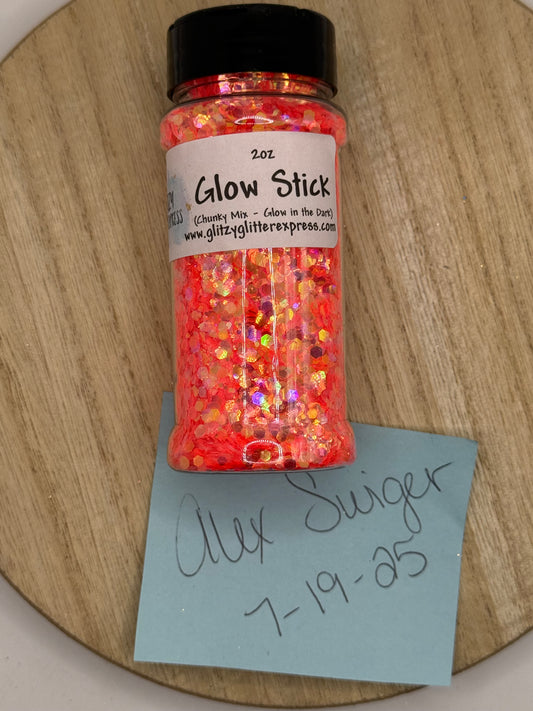 2oz
Glow Stick
(Chunky Mix - Glow in the Dark)
www.glitzyglitterexpress.com
Alex Swiger
7-19-25